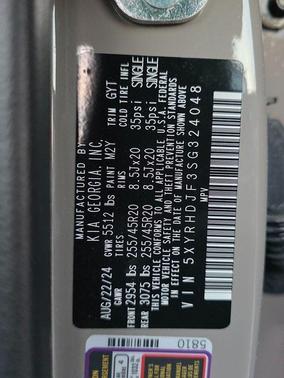 MANUFACTURED BY
KIA GEORGIA, INC.
AUG/22/24 GVWR 5512 lbs PAINT M2Y TRIM GYT
GAWR TIRES RIMS COLD TIRE INFL
FRONT 2954 lbs 255/45R20 8.5Jx20 35psi SINGLE
REAR 3075 lbs 255/45R20 8.5Jx20 35psi SINGLE
THIS VEHICLE CONFORMS TO ALL APPLICABLE U.S.A. FEDERAL
MOTOR VEHICLE SAFETY AND THEFT PREVENTION STANDARDS
IN EFFECT ON THE DATE OF MANUFACTURE SHOWN ABOVE
VIN 5XYRHDJF3SG324048
MPV
5810